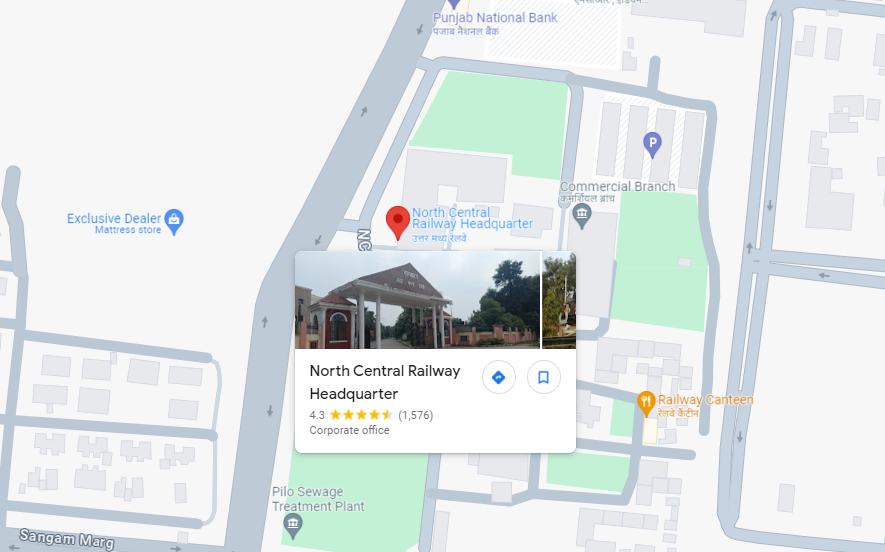 Punjab National Bank
पंजाब नैशनल बैंक
P
Commercial Branch
कमर्शियल ब्रांच
Exclusive Dealer
Mattress store
North Central
Railway Headquarter
उत्तर मध्य रेलवे
NC
North Central Railway
Headquarter
4.3
(1,576)
Corporate office
Railway Canteen
रेलवे कैंटीन
Pilo Sewage
Treatment Plant
Sangam Marg